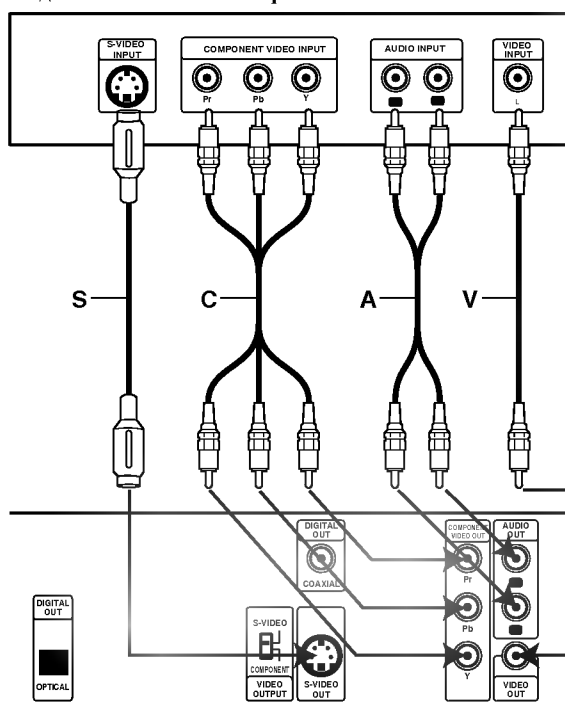 S-VIDEO
INPUT
COMPONENT VIDEO INPUT
Pr
Pb
Y
AUDIO INPUT
VIDEO
INPUT
L
S
C
A
V
DIGITAL
OUT
COAXIAL
COMPONENT
VIDEO OUT
Pr
Pb
Y
AUDIO
OUT
DIGITAL
OUT
OPTICAL
S-VIDEO
COMPONENT
VIDEO
OUTPUT
S-VIDEO
OUT
VIDEO
OUT